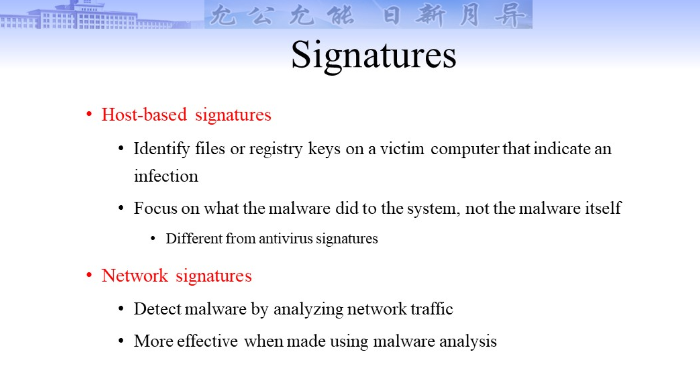 允公允能 日新月异
Signatures
• Host-based signatures
• Identify files or registry keys on a victim computer that indicate an
infection
• Focus on what the malware did to the system, not the malware itself
• Different from antivirus signatures
• Network signatures
• Detect malware by analyzing network traffic
• More effective when made using malware analysis